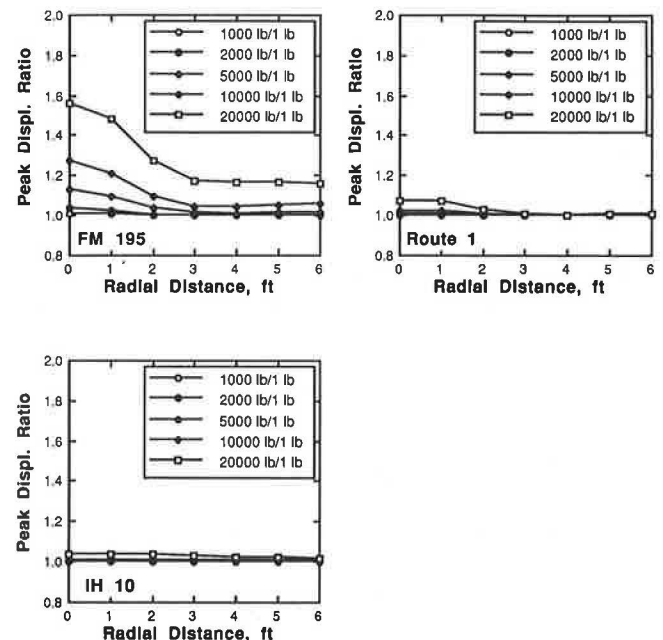 2.0
1.8
1.6
1.4
1.2
1.0
0.8
Peak Displ. Ratio
1000 lb/1 lb
2000 lb/1 lb
5000 lb/1 lb
10000 lb/1 lb
20000 lb/1 lb
FM 195
0 1 2 3 4 5 6
Radial Distance, ft
2.0
1.8
1.6
1.4
1.2
1.0
0.8
Peak Displ. Ratio
1000 lb/1 lb
2000 lb/1 lb
5000 lb/1 lb
10000 lb/1 lb
20000 lb/1 lb
Route 1
0 1 2 3 4 5 6
Radial Distance, ft
2.0
1.8
1.6
1.4
1.2
1.0
0.8
Peak Displ. Ratio
1000 lb/1 lb
2000 lb/1 lb
5000 lb/1 lb
10000 lb/1 lb
20000 lb/1 lb
IH 10
0 1 2 3 4 5 6
Radial Distance, ft